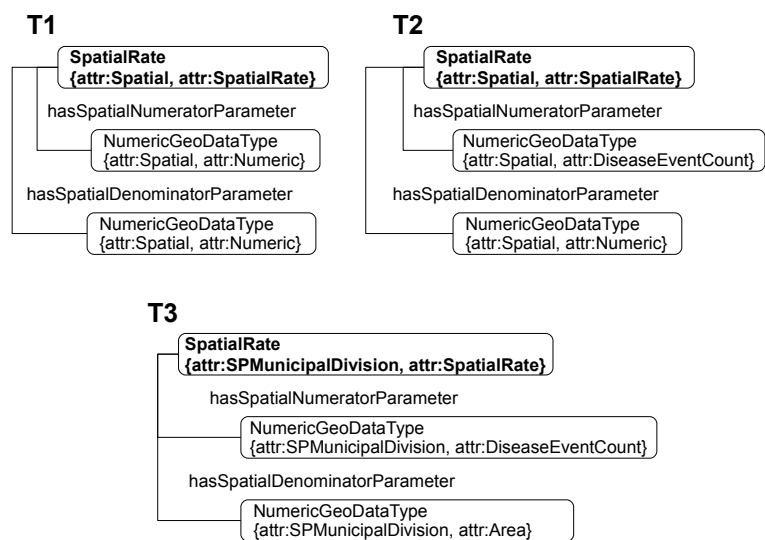 T1
SpatialRate
{attr:Spatial, attr:SpatialRate}
hasSpatialNumeratorParameter
NumericGeoDataType
{attr:Spatial, attr:Numeric}
hasSpatialDenominatorParameter
NumericGeoDataType
{attr:Spatial, attr:Numeric}
T2
SpatialRate
{attr:Spatial, attr:SpatialRate}
hasSpatialNumeratorParameter
NumericGeoDataType
{attr:Spatial, attr:DiseaseEventCount}
hasSpatialDenominatorParameter
NumericGeoDataType
{attr:Spatial, attr:Numeric}
T3
SpatialRate
{attr:SPMunicipalDivision, attr:SpatialRate}
hasSpatialNumeratorParameter
NumericGeoDataType
{attr:SPMunicipalDivision, attr:DiseaseEventCount}
hasSpatialDenominatorParameter
NumericGeoDataType
{attr:SPMunicipalDivision, attr:Area}